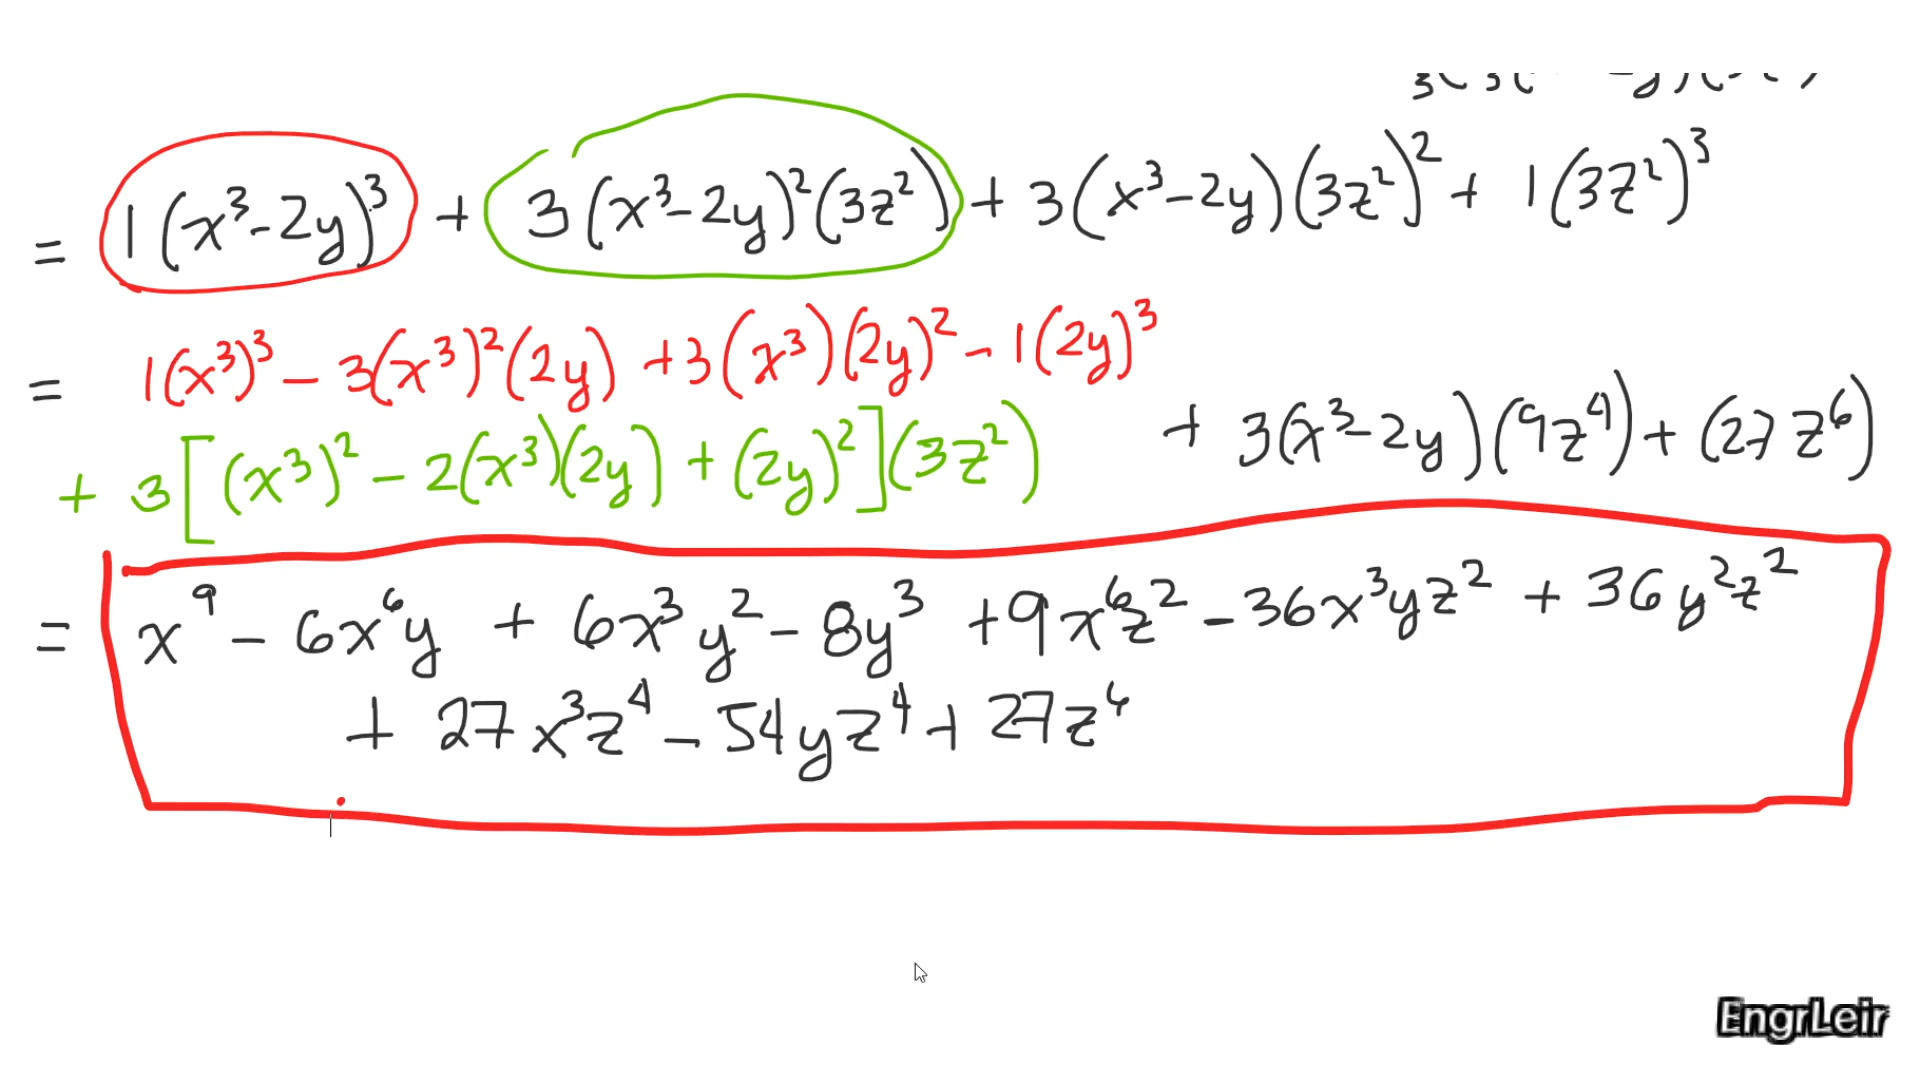 = 1(x³-2y)³ + 3(x³-2y)²(3z²) + 3(x³-2y)(3z²)² + 1(3z²)³
= 1(x³)³ - 3(x³)²(2y) +3(x³)(2y)² - 1(2y)³
+ 3[(x³)² - 2(x³)(2y) + (2y)²](3z²) + 3(x³-2y)(9z⁴) + (27z⁶)
= x⁹ - 6x⁶y + 6x³y² - 8y³ +9x⁶z² - 36x³yz² + 36y²z²
+ 27x³z⁴ - 54yz⁴ + 27z⁶
EngrLeir